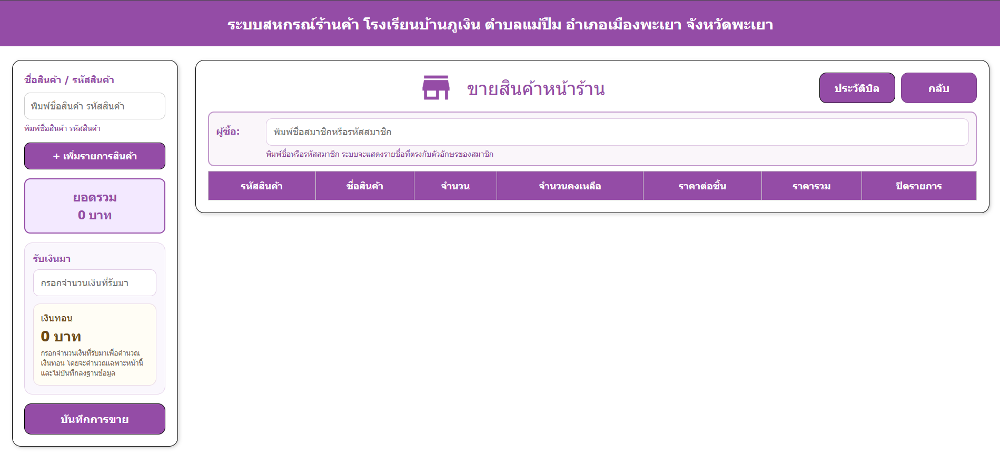 ระบบสหกรณ์ร้านค้า โรงเรียนบ้านภูเงิน ตำบลแม่ปืม อำเภอเมืองพะเยา จังหวัดพะเยา
ชื่อสินค้า / รหัสสินค้า
พิมพ์ชื่อสินค้า รหัสสินค้า
พิมพ์ชื่อสินค้า รหัสสินค้า
+ เพิ่มรายการสินค้า
ยอดรวม
0 บาท
รับเงินมา
กรอกจำนวนเงินที่รับมา
เงินทอน
0 บาท
กรอกจำนวนเงินที่รับมาเพื่อคำนวณ
เงินทอน โดยจะคำนวณเฉพาะหน้านี้
และไม่บันทึกลงฐานข้อมูล
บันทึกการขาย
ขายสินค้าหน้าร้าน
ประวัติบิล
กลับ
ผู้ซื้อ:
พิมพ์ชื่อสมาชิกหรือรหัสสมาชิก
พิมพ์ชื่อหรือรหัสสมาชิก ระบบจะแสดงรายชื่อที่ตรงกับตัวอักษรของสมาชิก
รหัสสินค้า ชื่อสินค้า จำนวน จำนวนคงเหลือ ราคาต่อชิ้น ราคารวม ปิดรายการ